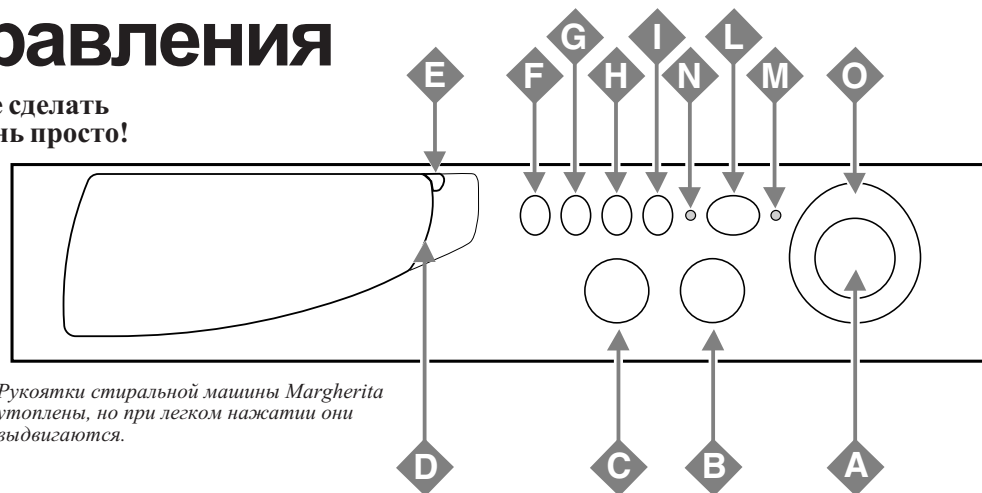 равления
е сделать
нь просто!
E F G H I N L M O
Рукоятки стиральной машины Margherita
утоплены, но при легком нажатии они
выдвигаются.
D C B A